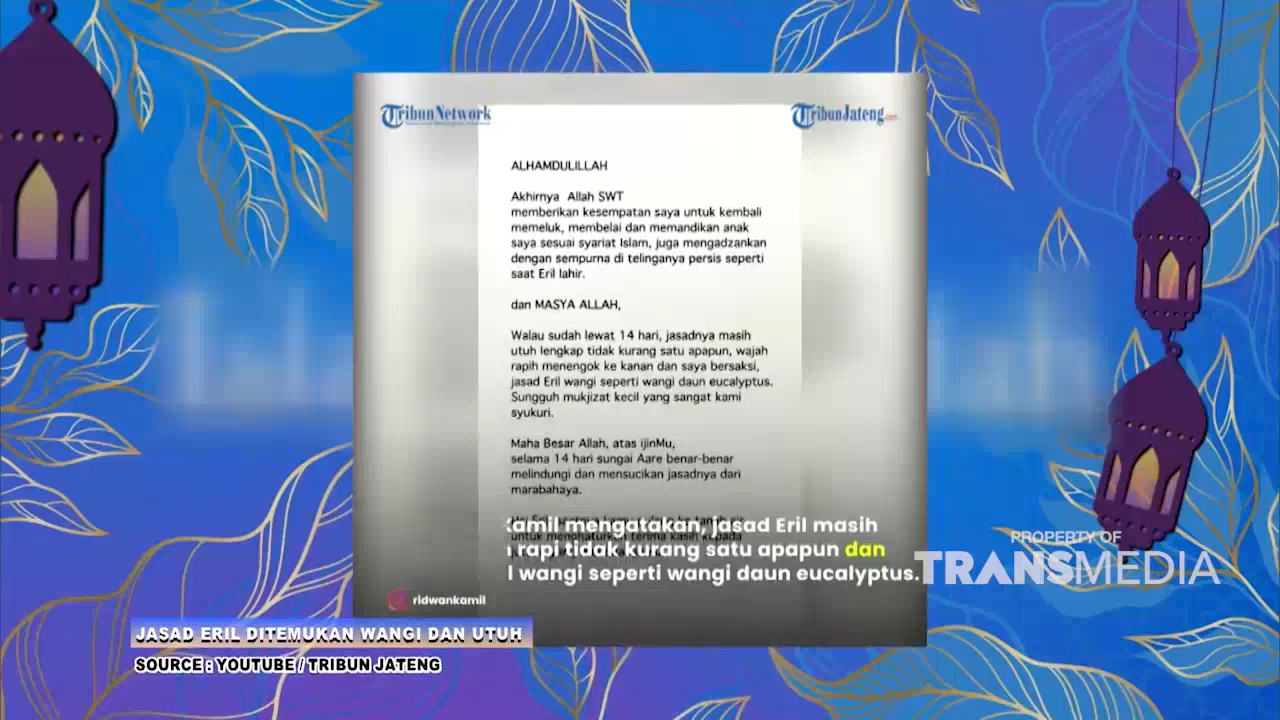 TribunNetwork
TribunJateng.com
ALHAMDULILLAH
Akhirnya Allah SWT
memberikan kesempatan saya untuk kembali
memeluk, membelai dan memandikan anak
saya sesuai syariat Islam, juga mengadzankan
dengan sempurna di telinganya persis seperti
saat Eril lahir.
dan MASYA ALLAH,
Walau sudah lewat 14 hari, jasadnya masih
utuh lengkap tidak kurang satu apapun, wajah
rapih menengok ke kanan dan saya bersaksi,
jasad Eril wangi seperti wangi daun eucalyptus.
Sungguh mukjizat kecil yang sangat kami
syukuri.
Maha Besar Allah, atas ijinMu,
selama 14 hari sungai Aare benar-benar
melindungi dan mensucikan jasadnya dari
marabahaya.
untuk menghaturkan terima kasih kepada
amil mengatakan, jasad Eril masih
rapi tidak kurang satu apapun dan
wangi seperti wangi daun eucalyptus.
ridwankamil
PROPERTY OF
TRANSMEDIA
JASAD ERIL DITEMUKAN WANGI DAN UTUH
SOURCE : YOUTUBE / TRIBUN JATENG